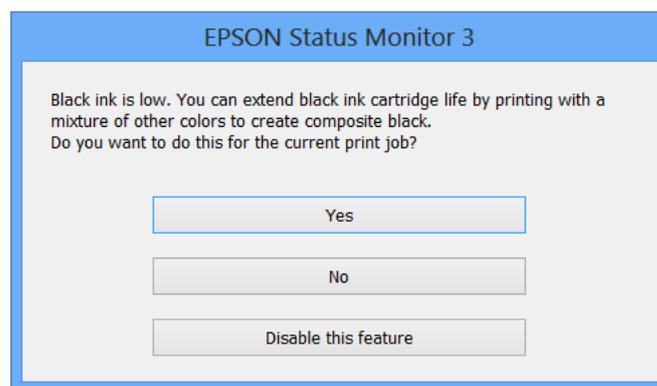 EPSON Status Monitor 3
Black ink is low. You can extend black ink cartridge life by printing with a
mixture of other colors to create composite black.
Do you want to do this for the current print job?
Yes
No
Disable this feature